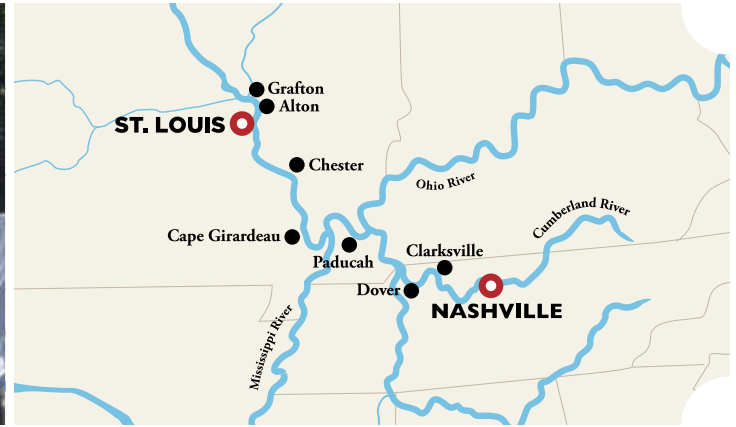 Grafton
Alton
ST. LOUIS
Chester
Ohio River
Cumberland River
Cape Girardeau
Paducah
Clarksville
Dover
NASHVILLE
Mississippi River